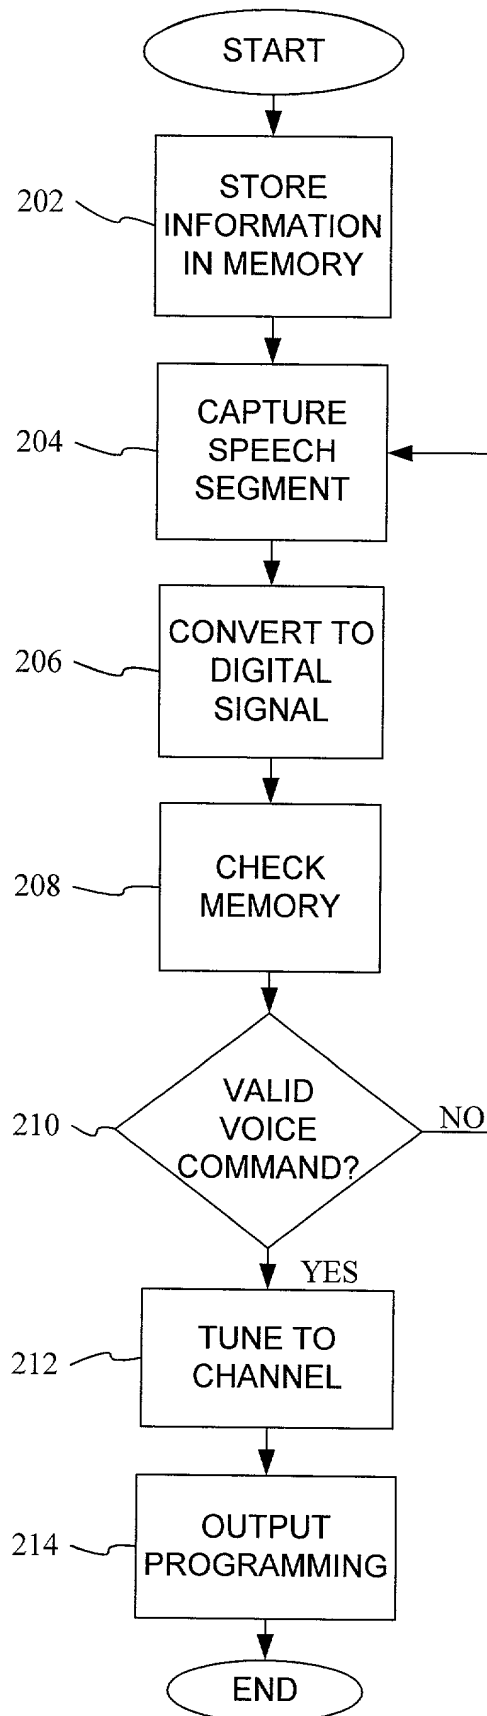 START
202
STORE
INFORMATION
IN MEMORY
204
CAPTURE
SPEECH
SEGMENT
206
CONVERT TO
DIGITAL
SIGNAL
208
CHECK
MEMORY
210
VALID
VOICE
COMMAND?
NO
YES
212
TUNE TO
CHANNEL
214
OUTPUT
PROGRAMMING
END